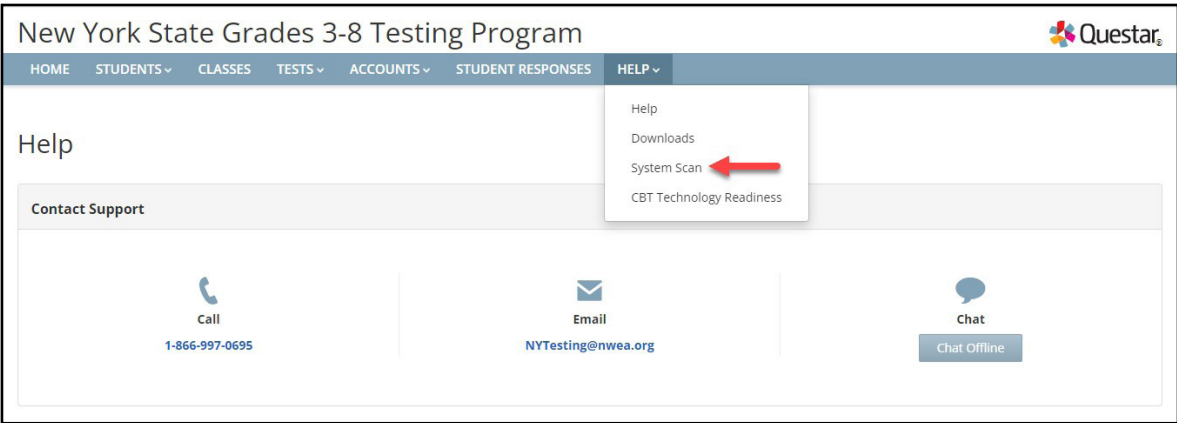 New York State Grades 3-8 Testing Program
Questar®
HOME STUDENTS CLASSES TESTS ACCOUNTS STUDENT RESPONSES HELP
Help
Downloads
System Scan
CBT Technology Readiness
Help
Contact Support
Call Email Chat
1-866-997-0695 NYTesting@nwea.org Chat Offline